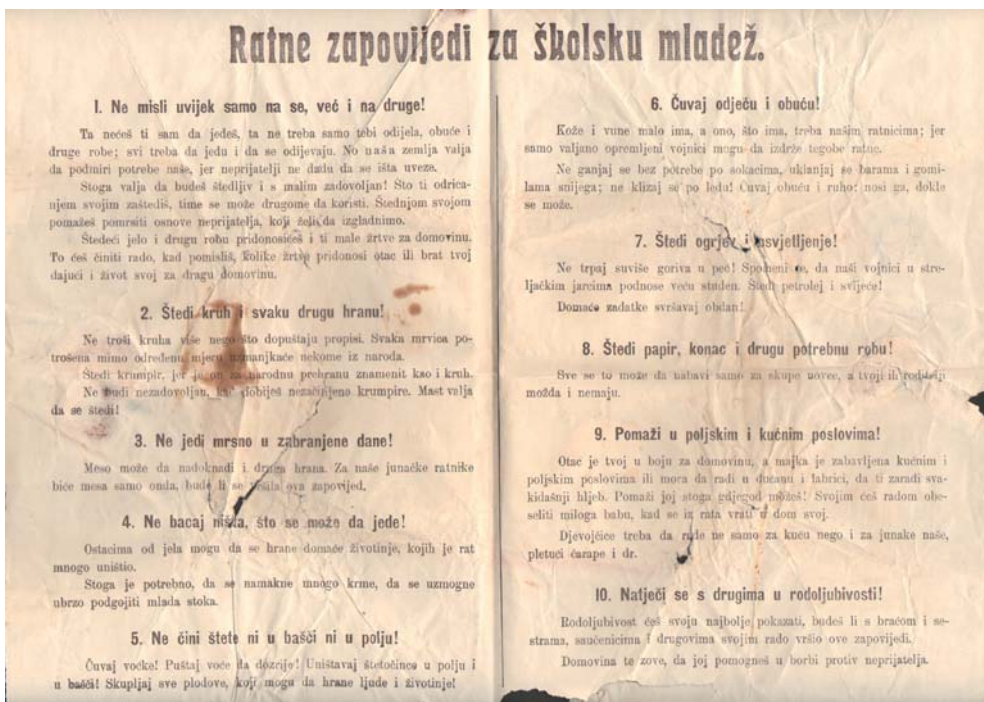 Ratne zapovijedi za školsku mladež.
1. Ne misli uvijek samo na se, već i na druge!
Ta nećeš ti sam da jedeš, ta ne treba samo tebi odijela, obuće i
druge robe; svi treba da jedu i da se odijevaju. No naša zemlja valja
da podmiri potrebe naše, jer neprijatelji ne dadu da se išta uveze.
Stoga valja da budeš štedljiv i s malim zadovoljan! Što ti odrica-
njem svojim zaštediš, time se može drugome da koristi. Štednjom svojom
pomažeš pomrsiti osnove neprijatelja, koji želi da izgladnimo.
Štedeći jelo i drugu robu pridonosićeš i ti male žrtve za domovinu.
To ćeš činiti rado, kad pomisliš, kolike žrtve pridonosi otac ili brat tvoj
dajući i život svoj za dragu domovinu.
2. Štedi kruh i svaku drugu hranu!
Ne troši kruha više nego što dopuštaju propisi. Svaka mrvica po-
trošena mimo određenu mjeru uzmanjkaće nekome iz naroda.
Štedi krumpir, jer je on za narodnu prehranu znamenit kao i kruh.
Ne budi nezadovoljan, kad dobiješ nezačinjeno krumpire. Mast valja
da se štedi!
3. Ne jedi mrsno u zabranjene dane!
Meso može da nadoknadi i druga hrana. Za naše junačke ratnike
biće mesa samo onda, bude li se vršila ova zapovijed.
4. Ne bacaj ništa, što se može da jede!
Ostacima od jela mogu da se hrane domaće životinje, kojih je rat
mnogo uništio.
Stoga je potrebno, da se namakne mnogo krme, da se uzmogne
ubrzo podgojiti mlada stoka.
5. Ne čini štete ni u bašči ni u polju!
Čuvaj voćke! Puštaj voće da dozrije! Uništavaj štetočince u polju i
u bašči! Skupljaj sve plodove, koji mogu da hrane ljude i životinje!
6. Čuvaj odjeću i obuću!
Kože i vune malo ima, a ono, što ima, treba našim ratnicima; jer
samo valjano opremljeni vojnici mogu da izdrže tegobe ratne.
Ne ganjaj se bez potrebe po sokacima, uklanjaj se barama i gomi-
lama snijega; ne klizaj se po ledu! Čuvaj obuću i ruho; nosi ga, dokle
se može.
7. Štedi ogrjev i rasvjetljenje!
Ne trpaj suviše goriva u peć! Spomeni se, da naši vojnici u stre-
ljačkim jarcima podnose veću studen. Štedi petrolej i svijeće!
Domaće zadatke svršavaj obdan!
8. Štedi papir, konac i drugu potrebnu robu!
Sve se to može da nabavi samo za skupe novce, a tvoji ih roditelji
možda i nemaju.
9. Pomaži u poljskim i kućnim poslovima!
Otac je tvoj u boju za domovinu, a majka je zabavljena kućnim i
poljskim poslovima ili mora da radi u dućanu i fabrici, da ti zaradi sva-
kidašnji hljeb. Pomaži joj stoga gdjegod možeš! Svojim ćeš radom obe-
seliti miloga babu, kad se iz rata vrati u dom svoj.
Djevojčice treba da rade ne samo za kuću nego i za junake naše,
pletući čarape i dr.
10. Natječi se s drugima u rodoljubivosti!
Rodoljubivost ćeš svoju najbolje pokazati, budeš li s braćom i se-
strama, saučenicima i drugovima svojim rado vršio ove zapovijedi.
Domovina te zove, da joj pomogneš u borbi protiv neprijatelja.